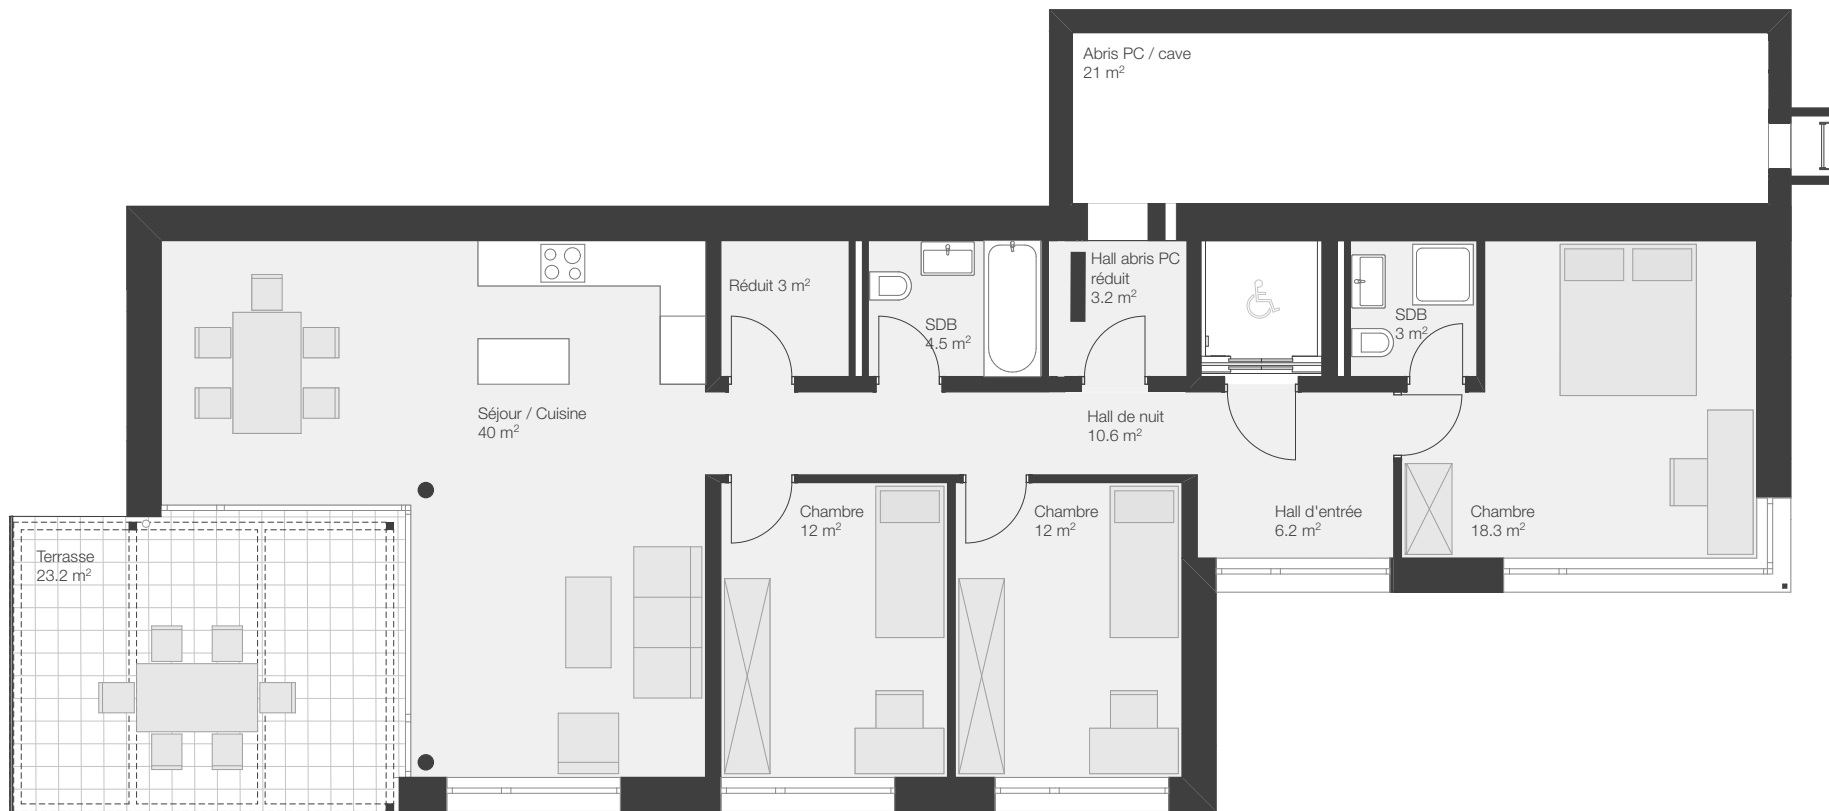 Abris PC / cave
21 m²
Hall abris PC
réduit
3.2 m²
Réduit 3 m²
SDB
4.5 m²
SDB
3 m²
Séjour / Cuisine
40 m²
Hall de nuit
10.6 m²
Chambre
12 m²
Chambre
12 m²
Hall d'entrée
6.2 m²
Chambre
18.3 m²
Terrasse
23.2 m²